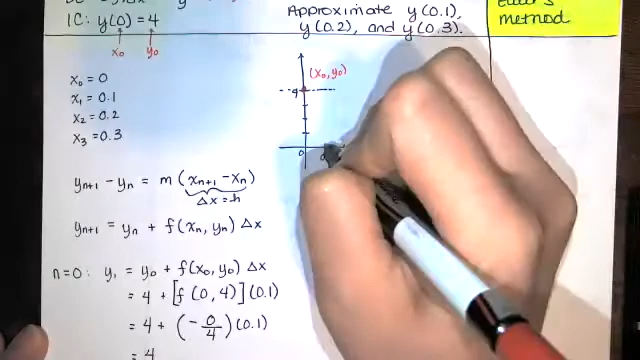 IC: y(0) = 4
x₀ y₀
Approximate y(0.1),
y(0.2), and y(0.3).
method
x₀ = 0
x₁ = 0.1
x₂ = 0.2
x₃ = 0.3
(x₀, y₀)
4
0
yₙ₊₁ - yₙ = m (xₙ₊₁ - xₙ)
Δx = h
yₙ₊₁ = yₙ + f(xₙ, yₙ) Δx
n=0: y₁ = y₀ + f(x₀, y₀) Δx
= 4 + [f(0, 4)](0.1)
= 4 + (-0/4)(0.1)
= 4